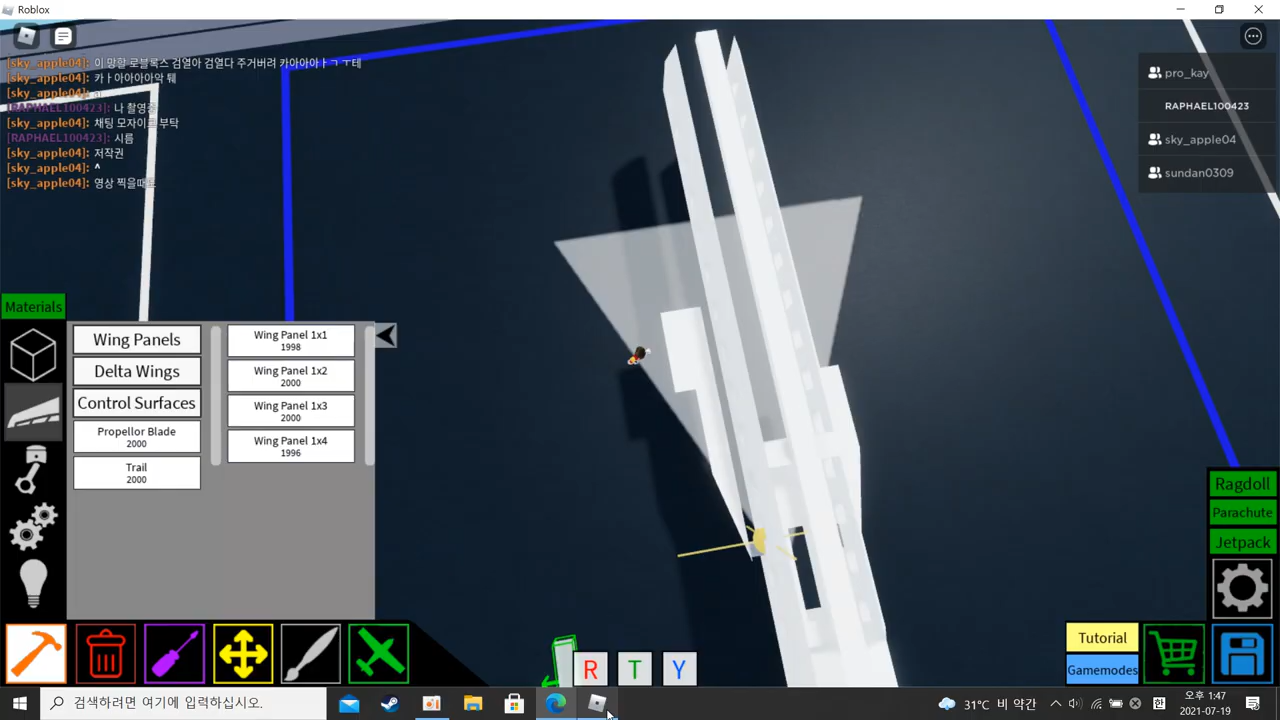 Roblox
[sky_apple04]: 이 망할 로블록스 검열아 검열다 주거버려 카아아아ㅏㄱㅜ테
[sky_apple04]: 카ㅏ아아아아악 퉤
[sky_apple04]:
[RAPHAEL100423]: 나 촬영중
[sky_apple04]: 채팅 모자이크 부탁
[RAPHAEL100423]: 시름
[sky_apple04]: 저작권
[sky_apple04]: ^
[sky_apple04]: 영상 찍을때도
pro_kay
RAPHAEL100423
sky_apple04
sundan0309
Materials
Wing Panels
Delta Wings
Control Surfaces
Propellor Blade
2000
Trail
2000
Wing Panel 1x1
1998
Wing Panel 1x2
2000
Wing Panel 1x3
2000
Wing Panel 1x4
1996
Ragdoll
Parachute
Jetpack
Tutorial
Gamemodes
R T Y
검색하려면 여기에 입력하십시오.
31°C 비 약간
한
오후 1:47
2021-07-19